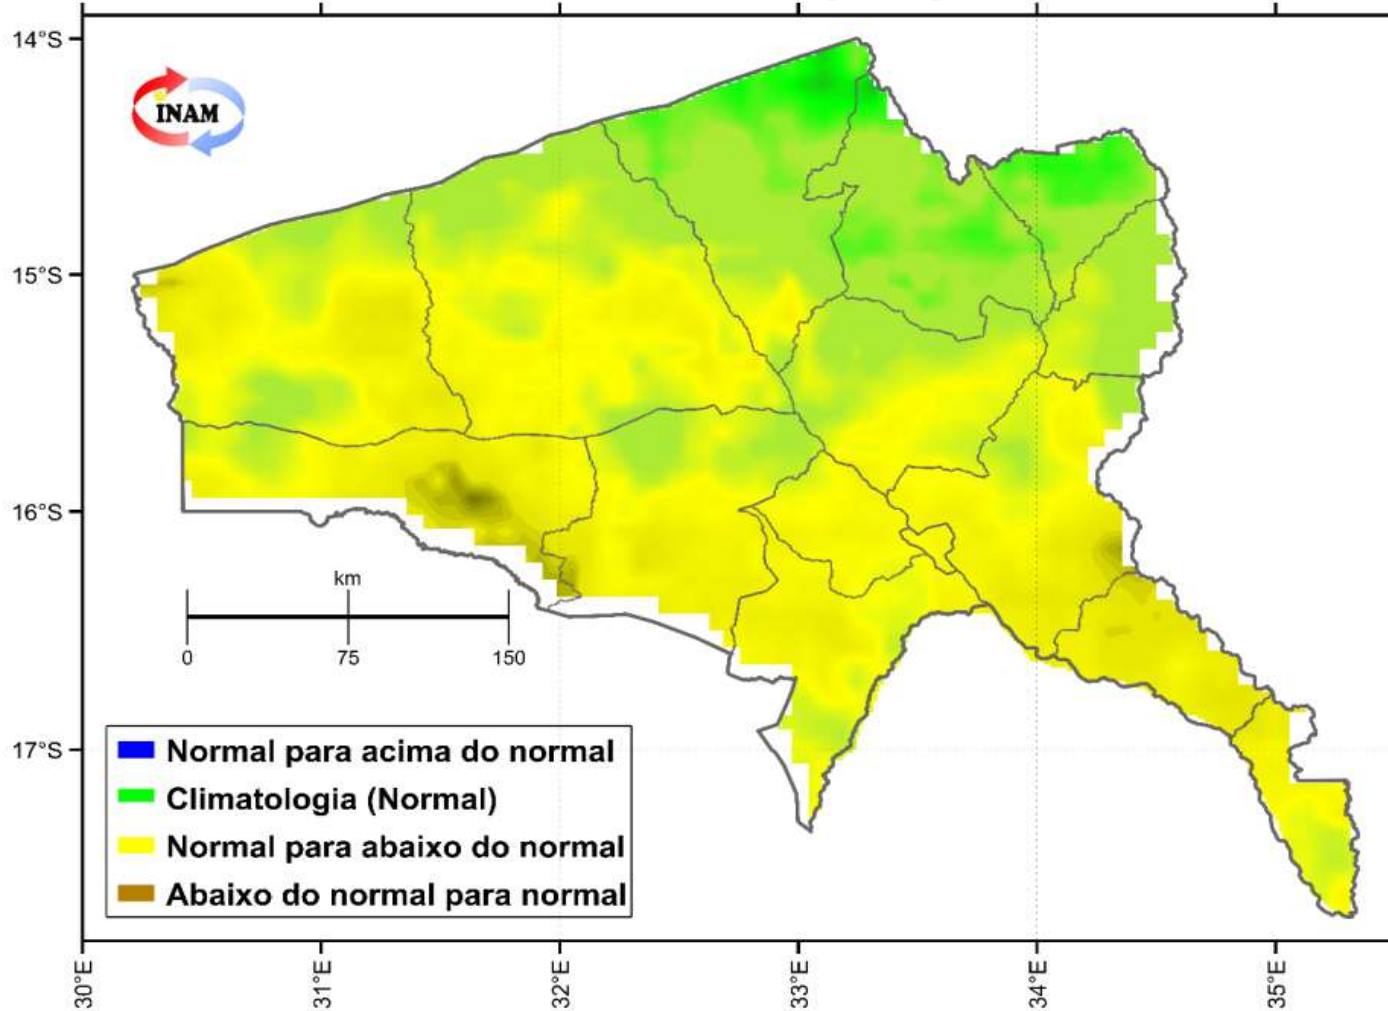 14°S
INAM
15°S
16°S
km
0 75 150
17°S
Normal para acima do normal
Climatologia (Normal)
Normal para abaixo do normal
Abaixo do normal para normal
30°E 31°E 32°E 33°E 34°E 35°E